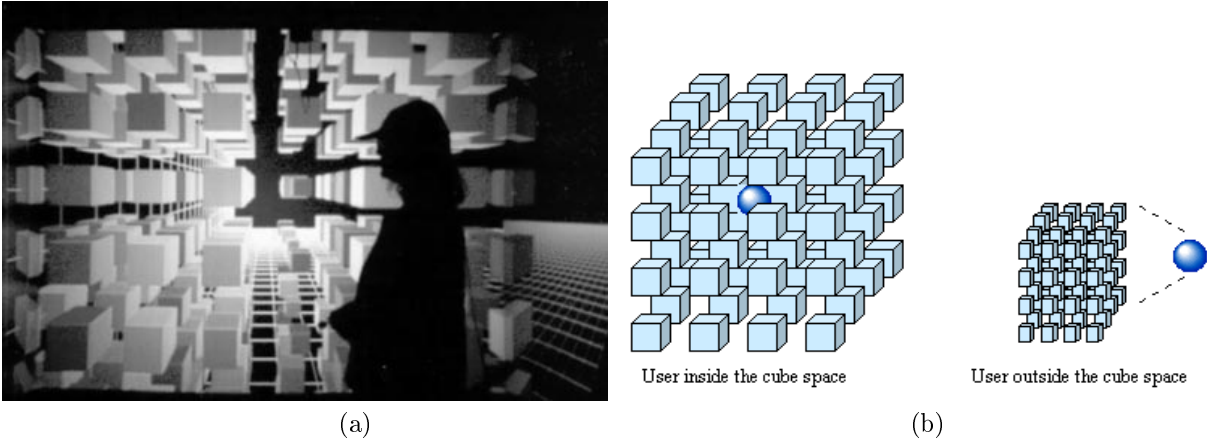 User inside the cube space
User outside the cube space
(a)
(b)